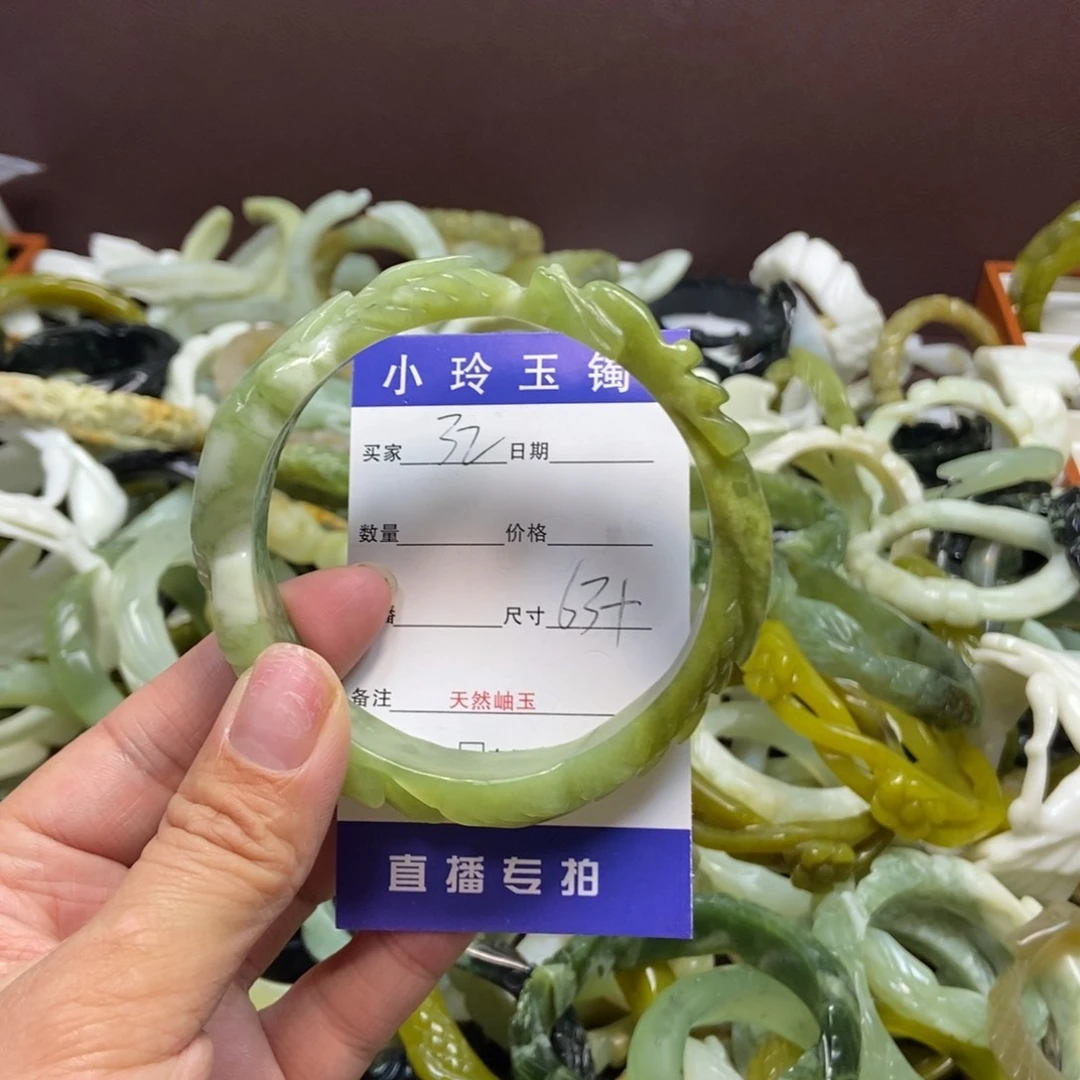 小玲玉镯
买家 32 日期
数量 价格
播 尺寸 63+
备注 天然岫玉
直播专拍